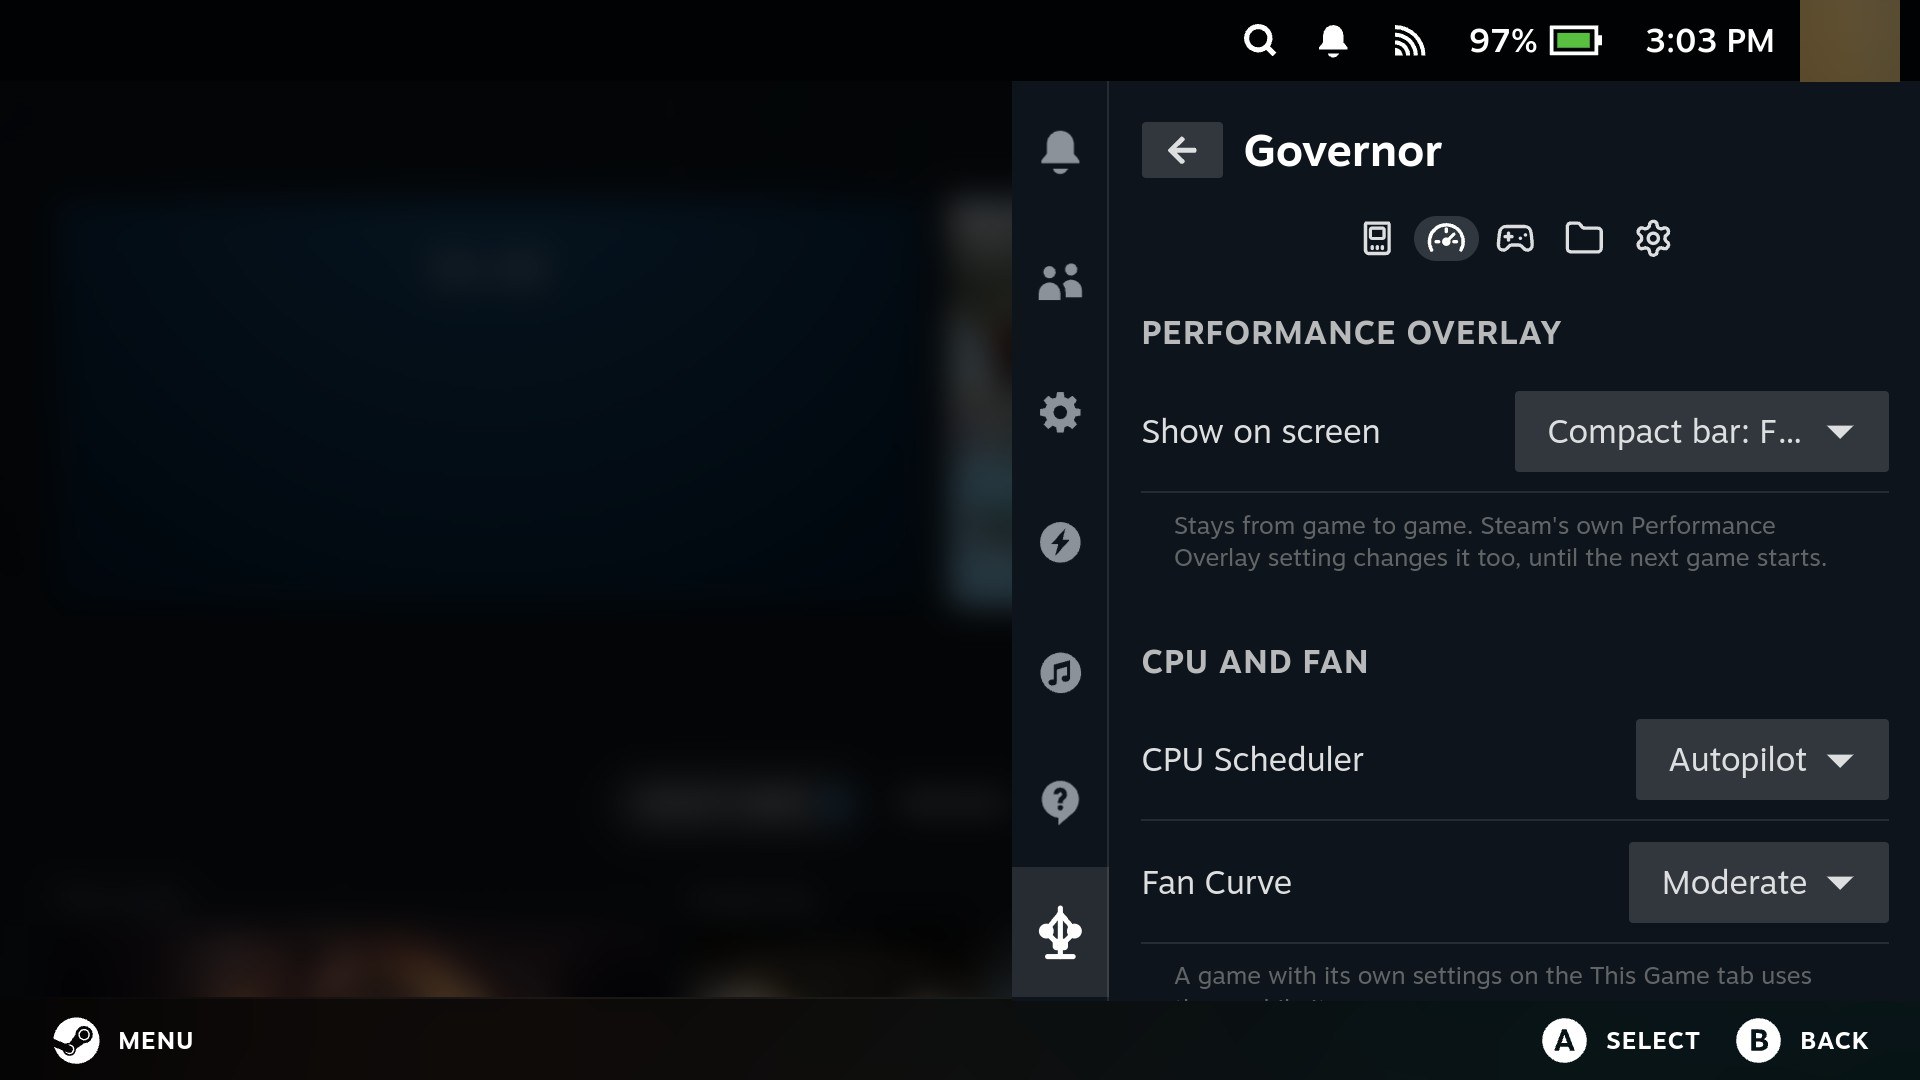 97%
3:03 PM
Governor
PERFORMANCE OVERLAY
Show on screen
Compact bar: F...
Stays from game to game. Steam's own Performance
Overlay setting changes it too, until the next game starts.
CPU AND FAN
CPU Scheduler
Autopilot
Fan Curve
Moderate
A game with its own settings on the This Game tab uses
MENU
A SELECT
B BACK